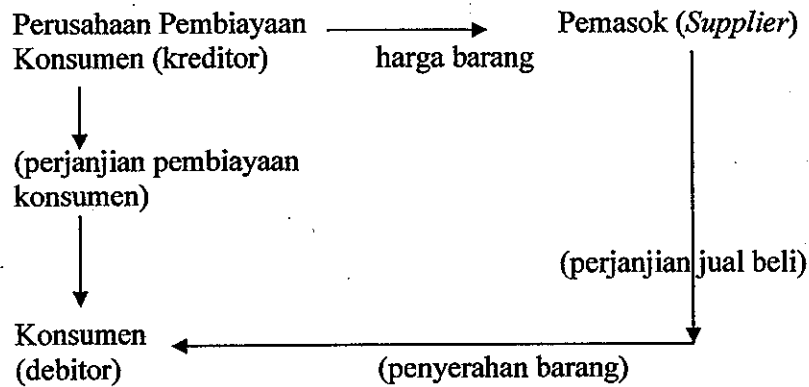 Perusahaan Pembiayaan
Konsumen (kreditor)
harga barang
Pemasok (Supplier)
(perjanjian pembiayaan
konsumen)
(perjanjian jual beli)
Konsumen
(debitor)
(penyerahan barang)